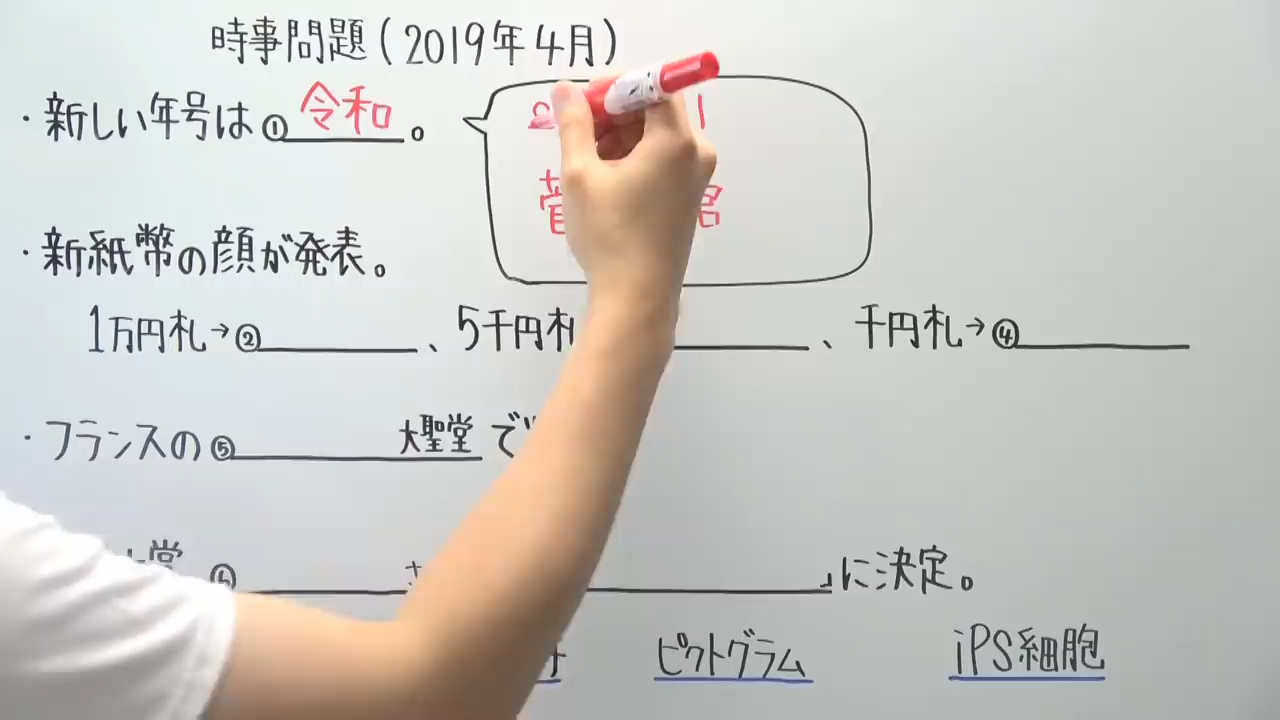 時事問題(2019年4月)
・新しい年号は①令和。
・新紙幣の顔が発表。
1万円札→②、5千円札 、千円札→④
・フランスの⑤大聖堂で
⑥ 」に決定。
ピクトグラム iPS細胞